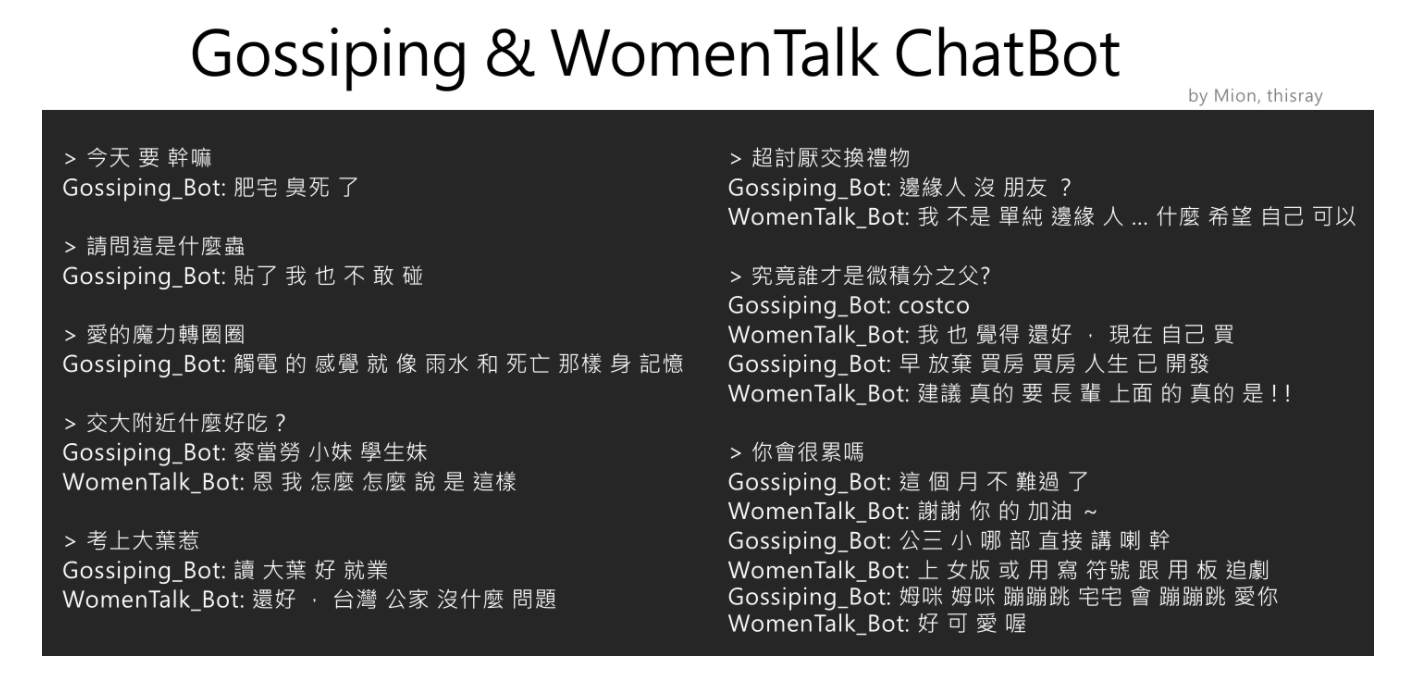 Gossiping & WomenTalk ChatBot
by Mion, thisray
> 今天 要 幹嘛
Gossiping_Bot: 肥宅 臭死 了
> 請問這是什麼蟲
Gossiping_Bot: 貼了 我 也 不 敢 碰
> 愛的魔力轉圈圈
Gossiping_Bot: 觸電 的 感覺 就 像 雨水 和 死亡 那樣 身 記憶
> 交大附近什麼好吃？
Gossiping_Bot: 麥當勞 小妹 學生妹
WomenTalk_Bot: 恩 我 怎麼 怎麼 說 是 這樣
> 考上大葉惹
Gossiping_Bot: 讀 大葉 好 就業
WomenTalk_Bot: 還好 ， 台灣 公家 沒什麼 問題
> 超討厭交換禮物
Gossiping_Bot: 邊緣人 沒 朋友 ？
WomenTalk_Bot: 我 不是 單純 邊緣 人 ... 什麼 希望 自己 可以
> 究竟誰才是微積分之父?
Gossiping_Bot: costco
WomenTalk_Bot: 我 也 覺得 還好 ， 現在 自己 買
Gossiping_Bot: 早 放棄 買房 買房 人生 已 開發
WomenTalk_Bot: 建議 真的 要 長 輩 上面 的 真的 是 ! !
> 你會很累嗎
Gossiping_Bot: 這 個 月 不 難過 了
WomenTalk_Bot: 謝謝 你 的 加油 ~
Gossiping_Bot: 公三 小 哪 部 直接 講 喇 幹
WomenTalk_Bot: 上 女版 或 用 寫 符號 跟 用 板 追劇
Gossiping_Bot: 姆咪 姆咪 蹦蹦跳 宅宅 會 蹦蹦跳 愛你
WomenTalk_Bot: 好 可 愛 喔